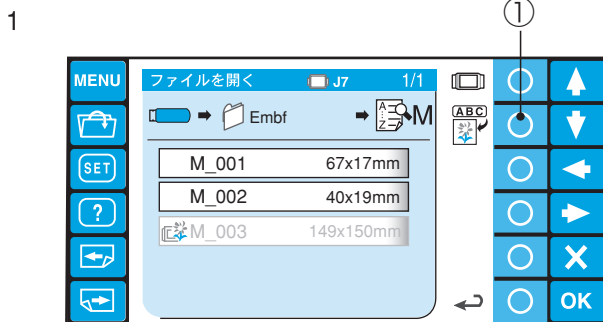 1
①
MENU
ファイルを開く J7 1/1
Embf
A Z M
ABC
SET
?
M_001 67x17mm
M_002 40x19mm
M_003 149x150mm
OK